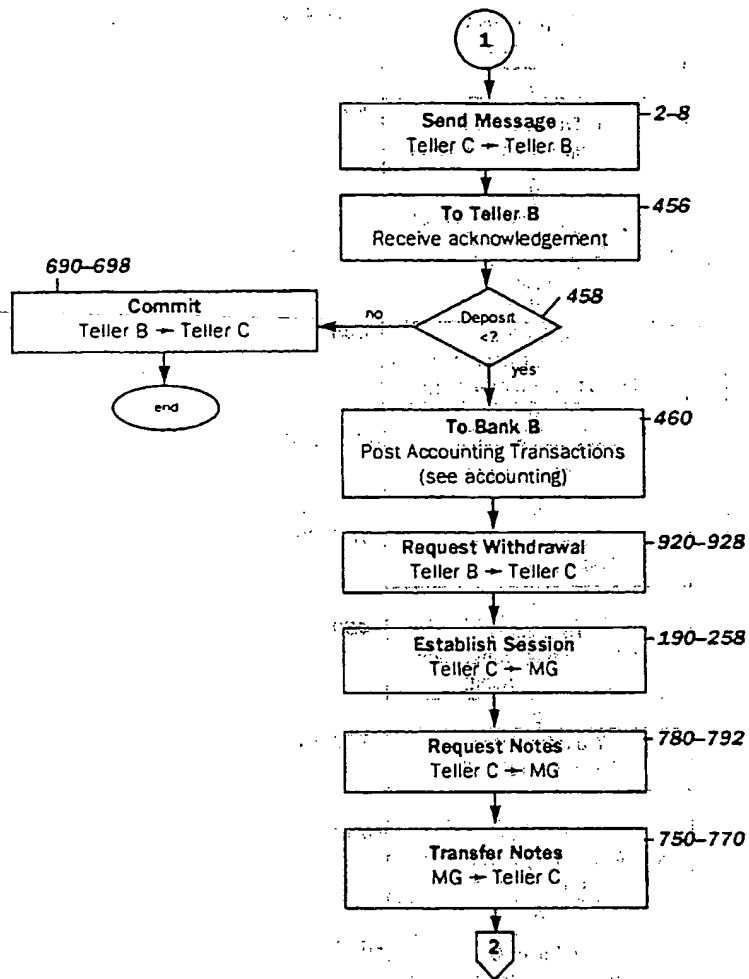 1
Send Message
Teller C → Teller B
2–8
To Teller B
Receive acknowledgement
456
Deposit
<?
458
no
690–698
Commit
Teller B → Teller C
end
yes
To Bank B
Post Accounting Transactions
(see accounting)
460
Request Withdrawal
Teller B → Teller C
920–928
Establish Session
Teller C → MG
190–258
Request Notes
Teller C → MG
780–792
Transfer Notes
MG → Teller C
750–770
2